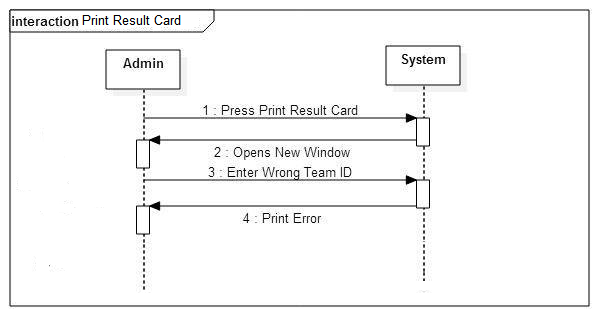 interaction Print Result Card
Admin
System
1 : Press Print Result Card
2 : Opens New Window
3 : Enter Wrong Team ID
4 : Print Error